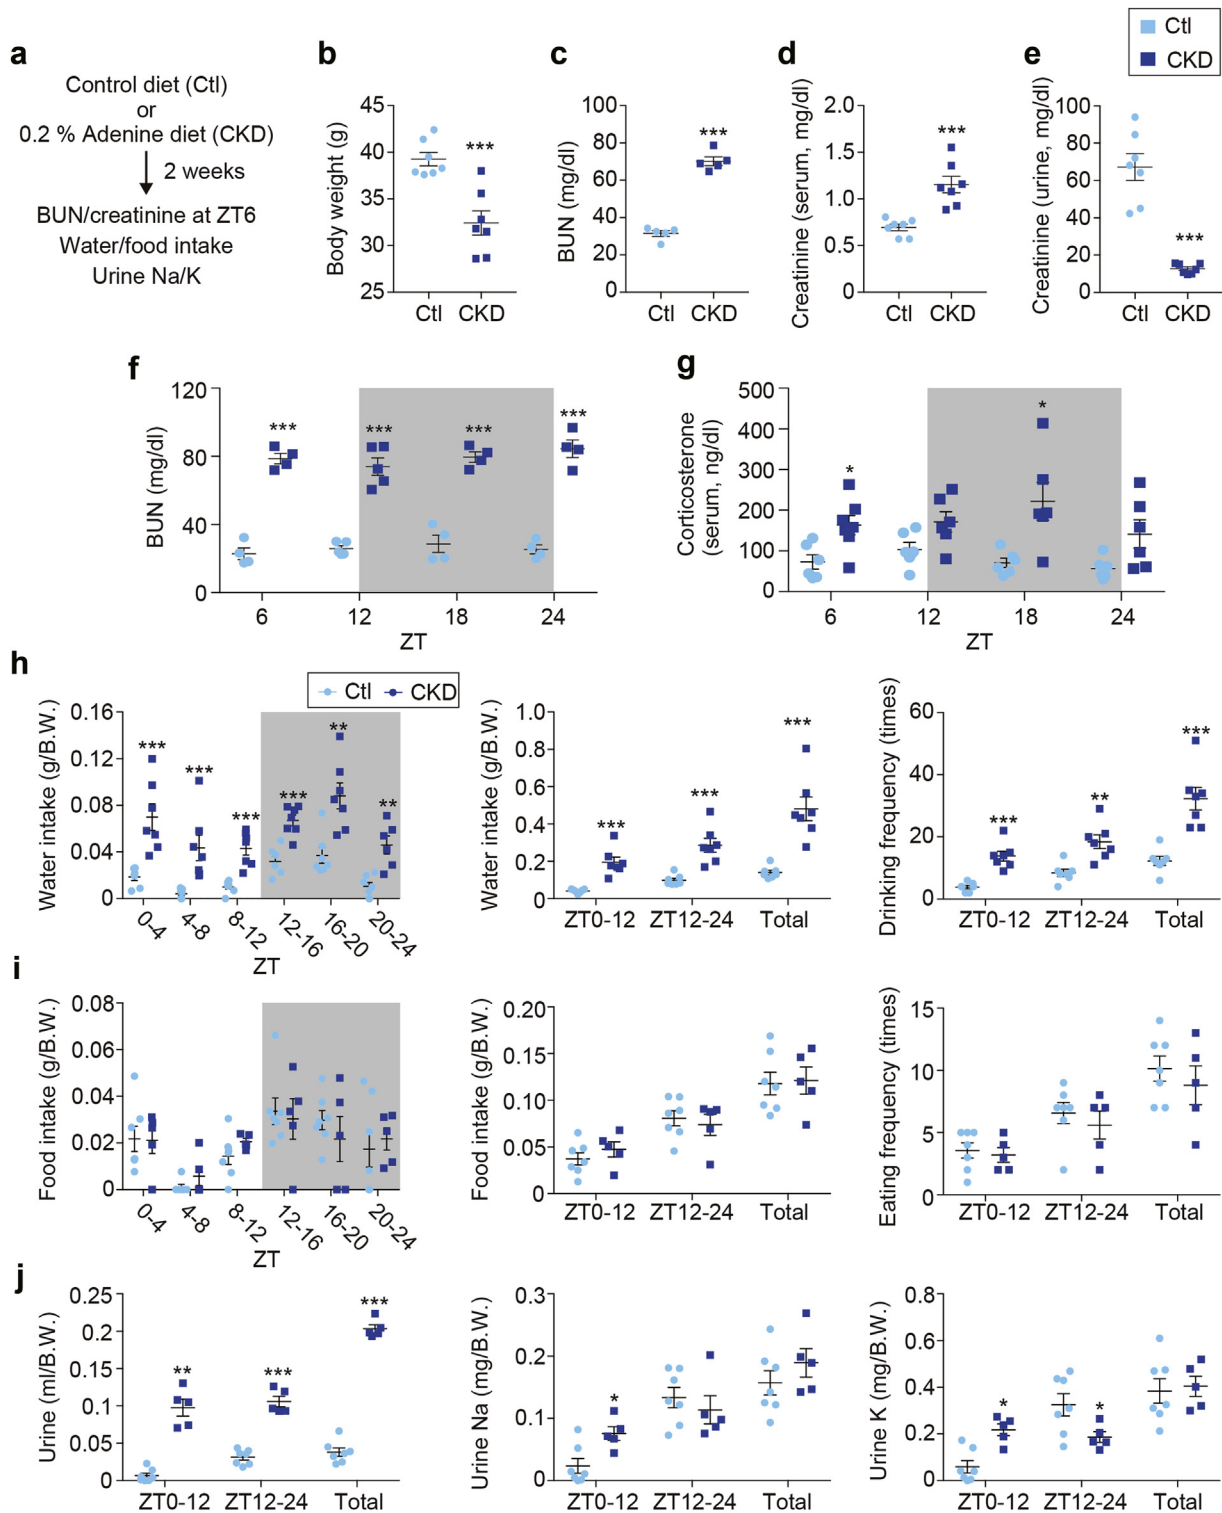 Ctl
CKD
a
Control diet (Ctl)
or
0.2 % Adenine diet (CKD)
2 weeks
BUN/creatinine at ZT6
Water/food intake
Urine Na/K
b
Body weight (g)
45
40
35
30
25
***
Ctl CKD
c
BUN (mg/dl)
100
80
60
40
20
0
***
Ctl CKD
d
Creatinine (serum, mg/dl)
2.0
1.5
1.0
0.5
0
***
Ctl CKD
e
Creatinine (urine, mg/dl)
100
80
60
40
20
0
***
Ctl CKD
f
BUN (mg/dl)
120
80
40
0
*** *** *** ***
6 12 18 24
ZT
g
Corticosterone
(serum, ng/dl)
500
400
300
200
100
0
* *
6 12 18 24
ZT
h
Ctl CKD
Water intake (g/B.W.)
0.16
0.12
0.08
0.04
0
*** *** *** *** ** **
0-4 4-8 8-12 12-16 16-20 20-24
ZT
Water intake (g/B.W.)
1.0
0.8
0.6
0.4
0.2
0
*** *** ***
ZT0-12 ZT12-24 Total
Drinking frequency (times)
60
40
20
0
*** ** ***
ZT0-12 ZT12-24 Total
i
Food intake (g/B.W.)
0.08
0.06
0.04
0.02
0
0-4 4-8 8-12 12-16 16-20 20-24
ZT
Food intake (g/B.W.)
0.20
0.15
0.10
0.05
0
ZT0-12 ZT12-24 Total
Eating frequency (times)
15
10
5
0
ZT0-12 ZT12-24 Total
j
Urine (ml/B.W.)
0.25
0.2
0.15
0.1
0.05
0
** *** ***
ZT0-12 ZT12-24 Total
Urine Na (mg/B.W.)
0.3
0.2
0.1
0
*
ZT0-12 ZT12-24 Total
Urine K (mg/B.W.)
0.8
0.6
0.4
0.2
0
* *
ZT0-12 ZT12-24 Total